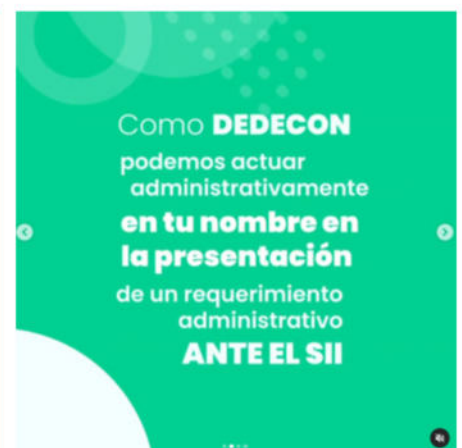 Como DEDECON
podemos actuar
administrativamente
en tu nombre en
la presentación
de un requerimiento
administrativo
ANTE EL SII